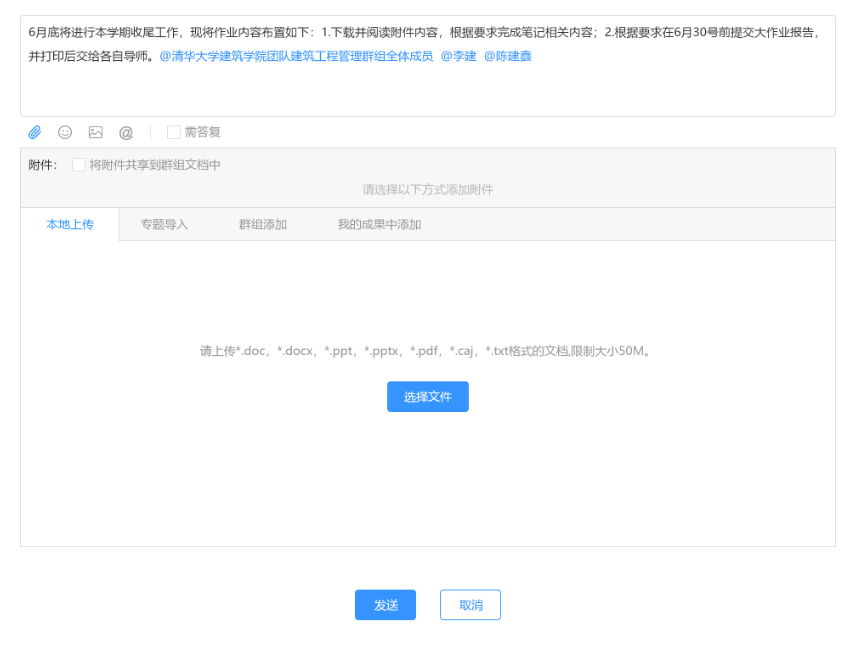 6月底将进行本学期收尾工作，现将作业内容布置如下：1.下载并阅读附件内容，根据要求完成笔记相关内容；2.根据要求在6月30号前提交大作业报告，
并打印后交给各自导师。@清华大学建筑学院团队建筑工程管理群组全体成员 @李建 @陈建鑫
@ 需答复
附件： 将附件共享到群组文档中
请选择以下方式添加附件
本地上传 专题导入 群组添加 我的成果中添加
请上传*.doc，*.docx，*.ppt，*.pptx，*.pdf，*.caj，*.txt格式的文档,限制大小50M。
选择文件
发送 取消